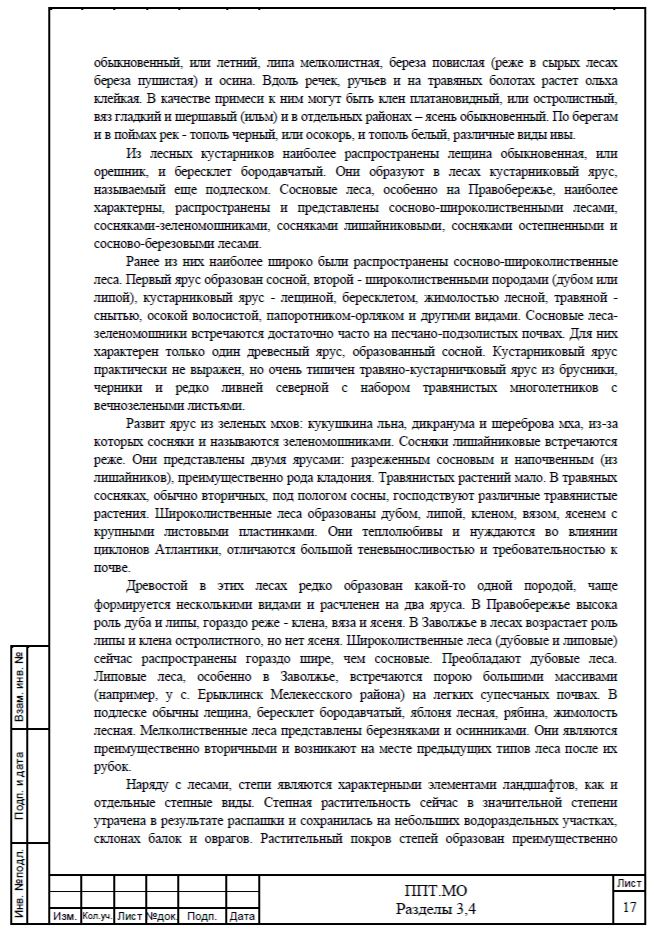 обыкновенный, или летний, липа мелколистная, береза повислая (реже в сырых лесах
береза пушистая) и осина. Вдоль речек, ручьев и на травяных болотах растет ольха
клейкая. В качестве примеси к ним могут быть клен платановидный, или остролистный,
вяз гладкий и шершавый (ильм) и в отдельных районах – ясень обыкновенный. По берегам
и в поймах рек - тополь черный, или осокорь, и тополь белый, различные виды ивы.
Из лесных кустарников наиболее распространены лещина обыкновенная, или
орешник, и бересклет бородавчатый. Они образуют в лесах кустарниковый ярус,
называемый еще подлеском. Сосновые леса, особенно на Правобережье, наиболее
характерны, распространены и представлены сосново-широколиственными лесами,
сосняками-зеленомошниками, сосняками лишайниковыми, сосняками остепненными и
сосново-березовыми лесами.
Ранее из них наиболее широко были распространены сосново-широколиственные
леса. Первый ярус образован сосной, второй - широколиственными породами (дубом или
липой), кустарниковый ярус - лещиной, бересклетом, жимолостью лесной, травяной -
снытью, осокой волосистой, папоротником-орляком и другими видами. Сосновые леса-
зеленомошники встречаются достаточно часто на песчано-подзолистых почвах. Для них
характерен только один древесный ярус, образованный сосной. Кустарниковый ярус
практически не выражен, но очень типичен травяно-кустарничковый ярус из брусники,
черники и редко ливней северной с набором травянистых многолетников с
вечнозелеными листьями.
Развит ярус из зеленых мхов: кукушкина льна, дикранума и шереброва мха, из-за
которых сосняки и называются зеленомошниками. Сосняки лишайниковые встречаются
реже. Они представлены двумя ярусами: разреженным сосновым и напочвенным (из
лишайников), преимущественно рода кладония. Травянистых растений мало. В травяных
сосняках, обычно вторичных, под пологом сосны, господствуют различные травянистые
растения. Широколиственные леса образованы дубом, липой, кленом, вязом, ясенем с
крупными листовыми пластинками. Они теплолюбивы и нуждаются во влиянии
циклонов Атлантики, отличаются большой теневыносливостью и требовательностью к
почве.
Древостой в этих лесах редко образован какой-то одной породой, чаще
формируется несколькими видами и расчленен на два яруса. В Правобережье высока
роль дуба и липы, гораздо реже - клена, вяза и ясеня. В Заволжье в лесах возрастает роль
липы и клена остролистного, но нет ясеня. Широколиственные леса (дубовые и липовые)
сейчас распространены гораздо шире, чем сосновые. Преобладают дубовые леса.
Липовые леса, особенно в Заволжье, встречаются порою большими массивами
(например, у с. Ерыклинск Мелекесского района) на легких супесчаных почвах. В
подлеске обычны лещина, бересклет бородавчатый, яблоня лесная, рябина, жимолость
лесная. Мелколиственные леса представлены березняками и осинниками. Они являются
преимущественно вторичными и возникают на месте предыдущих типов леса после их
рубок.
Наряду с лесами, степи являются характерными элементами ландшафтов, как и
отдельные степные виды. Степная растительность сейчас в значительной степени
утрачена в результате распашки и сохранилась на небольших водораздельных участках,
склонах балок и оврагов. Растительный покров степей образован преимущественно
Взам. инв. №
Подп. и дата
Инв. №подл.
Изм. Кол.уч. Лист №док. Подп. Дата
ППТ.МО
Разделы 3,4
Лист
17